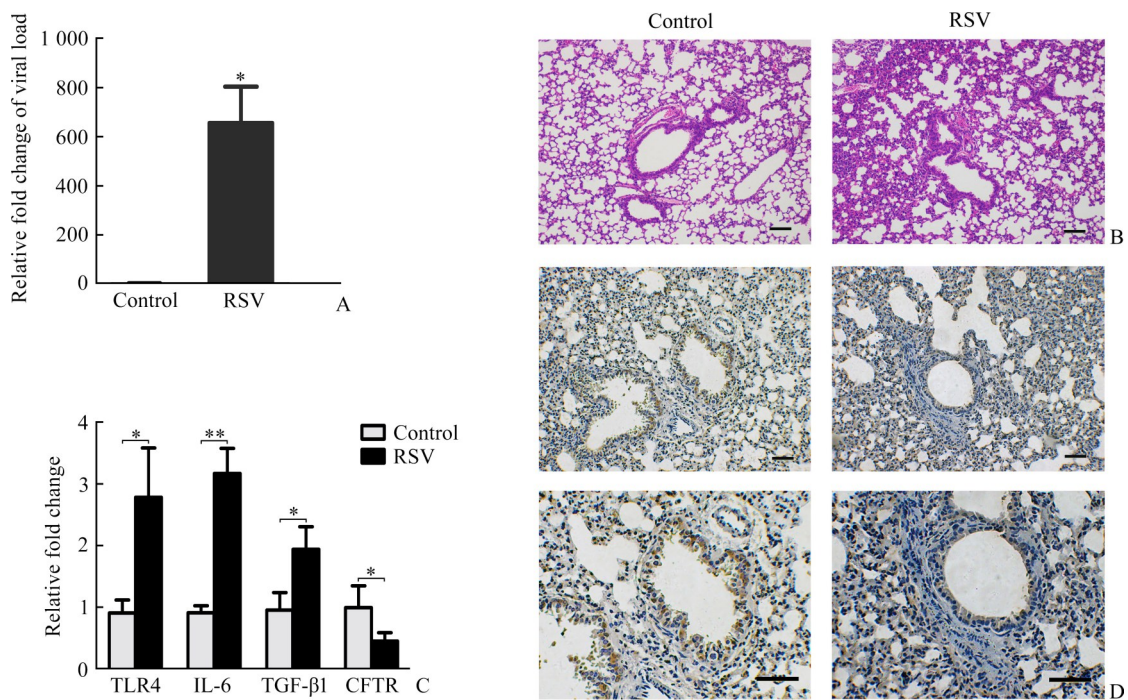 Relative fold change of viral load
1 000
800
600
400
200
0
*
Control
RSV
A
Control
RSV
B
Relative fold change
4
3
2
1
0
*
**
*
*
Control
RSV
TLR4
IL-6
TGF-β1
CFTR
C
D